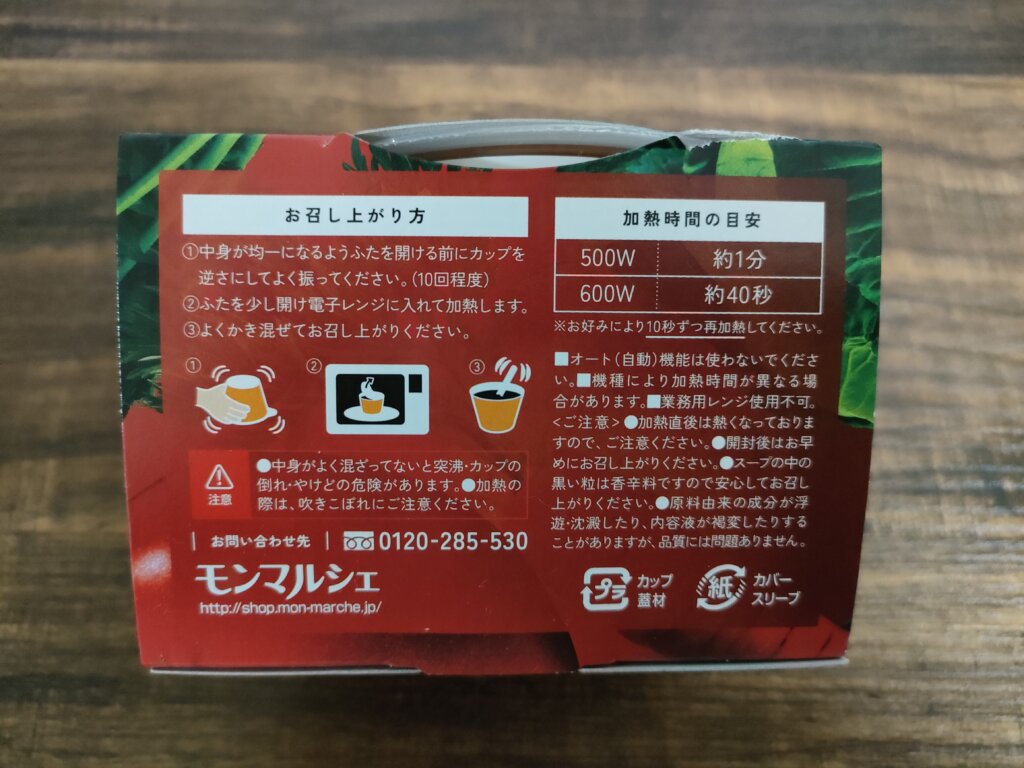 お召し上がり方
①中身が均一になるようふたを開ける前にカップを
逆さにしてよく振ってください。(10回程度)
②ふたを少し開け電子レンジに入れて加熱します。
③よくかき混ぜてお召し上がりください。
① ② ③
注意
●中身がよく混ざってないと突沸・カップの
倒れ・やけどの危険があります。●加熱の
際は、吹きこぼれにご注意ください。
お問い合わせ先 0120-285-530
モンマルシェ
http://shop.mon-marche.jp/
加熱時間の目安
500W 約1分
600W 約40秒
※お好みにより10秒ずつ再加熱してください。
■オート(自動)機能は使わないでくださ
い。■機種により加熱時間が異なる場
合があります。■業務用レンジ使用不可。
<ご注意>●加熱直後は熱くなっておりま
すので、ご注意ください。●開封後はお早
めにお召し上がりください。●スープの中の
黒い粒は香辛料ですので安心してお召し
上がりください。●原料由来の成分が浮
遊・沈澱したり、内容液が褐変したりする
ことがありますが、品質には問題ありません。
プラ カップ 紙 カバー
蓋材 スリーブ